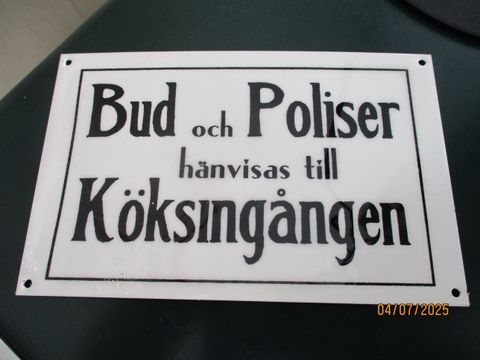 Bud och Poliser
hänvisas till
Köksingången
04/07/2025